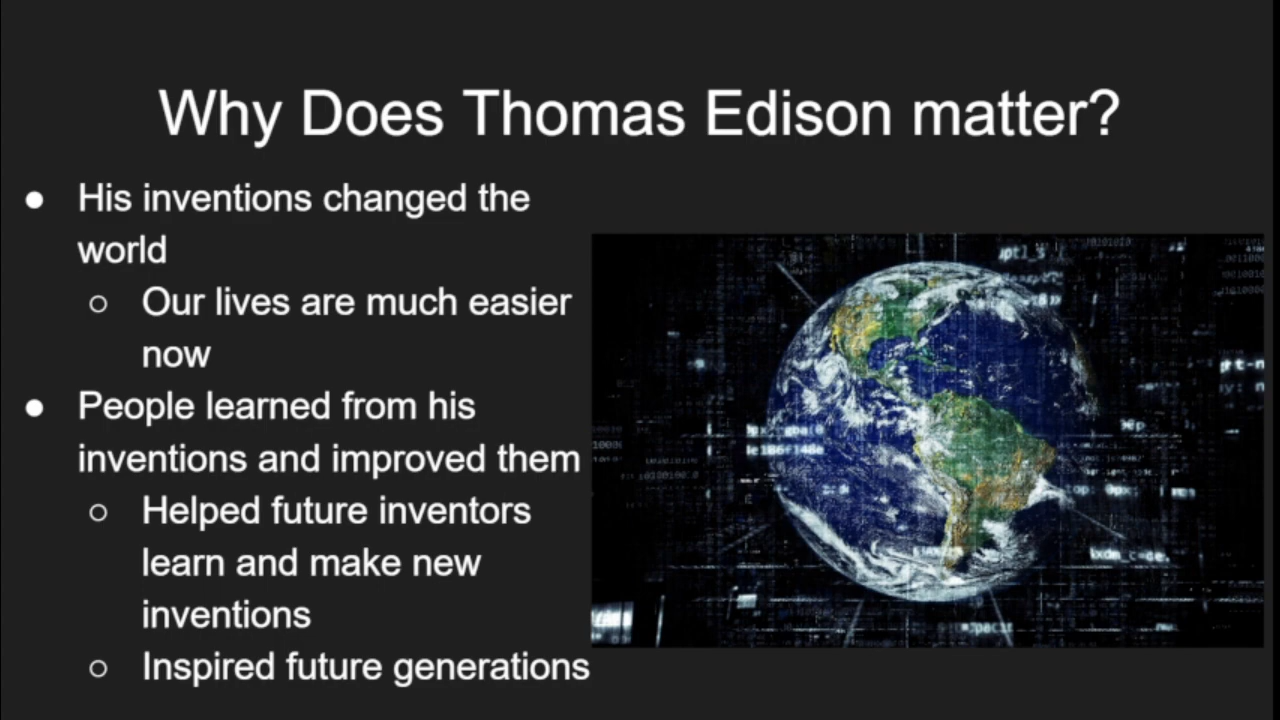 Why Does Thomas Edison matter?
● His inventions changed the
world
○ Our lives are much easier
now
● People learned from his
inventions and improved them
○ Helped future inventors
learn and make new
inventions
○ Inspired future generations